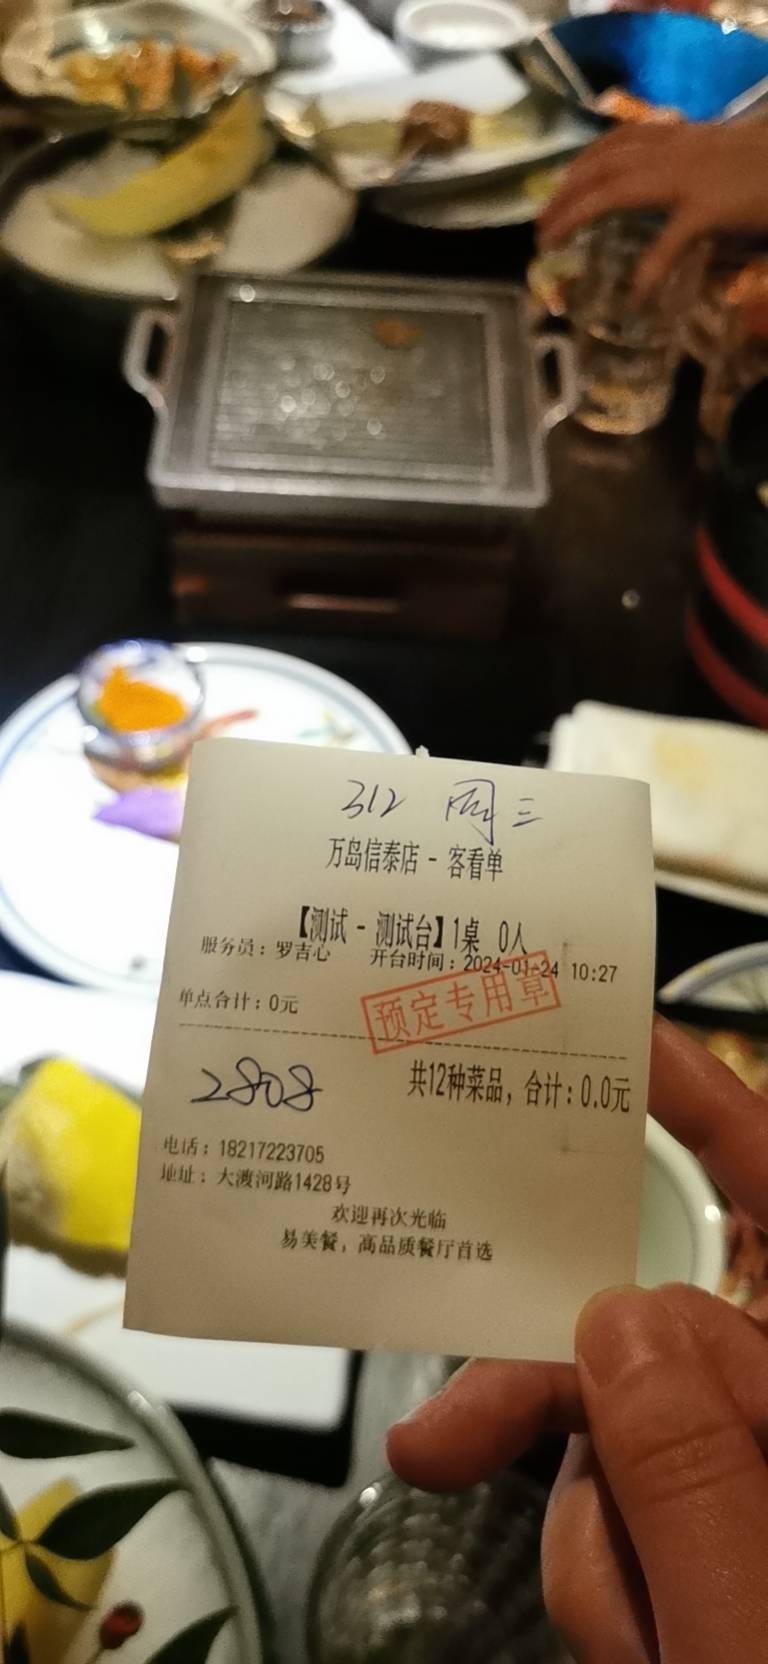 312 周三
万岛信泰店 - 客看单
【测试 - 测试台】1桌 0人
服务员：罗吉心 开台时间：2024-01-24 10:27
单点合计：0元
预定专用章
2808 共12种菜品，合计：0.0元
电话：18217223705
地址：大渡河路1428号
欢迎再次光临
易美餐，高品质餐厅首选